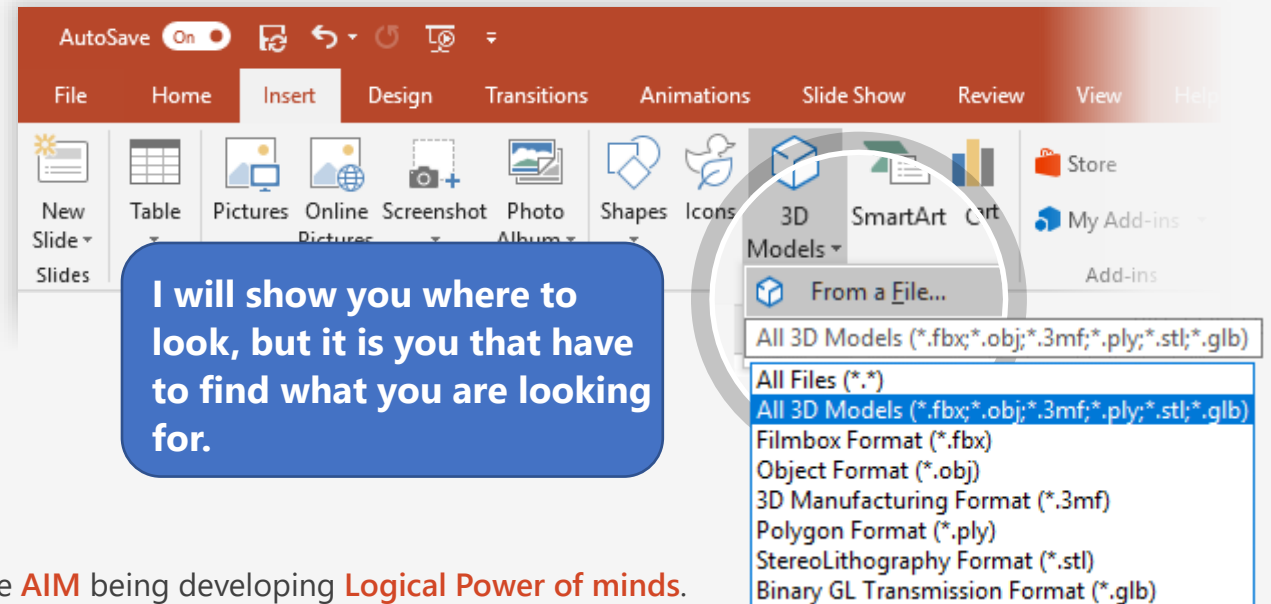 AutoSave On
File Home Insert Design Transitions Animations Slide Show Review View Help
New Slide
Table
Pictures
Online Pictures
Screenshot
Photo Album
Shapes
Icons
3D Models
SmartArt
Store
My Add-ins
Slides
Add-ins
From a File...
All 3D Models (*.fbx;*.obj;*.3mf;*.ply;*.stl;*.glb)
All Files (*.*)
All 3D Models (*.fbx;*.obj;*.3mf;*.ply;*.stl;*.glb)
Filmbox Format (*.fbx)
Object Format (*.obj)
3D Manufacturing Format (*.3mf)
Polygon Format (*.ply)
StereoLithography Format (*.stl)
Binary GL Transmission Format (*.glb)
I will show you where to
look, but it is you that have
to find what you are looking
for.
AIM being developing Logical Power of minds.